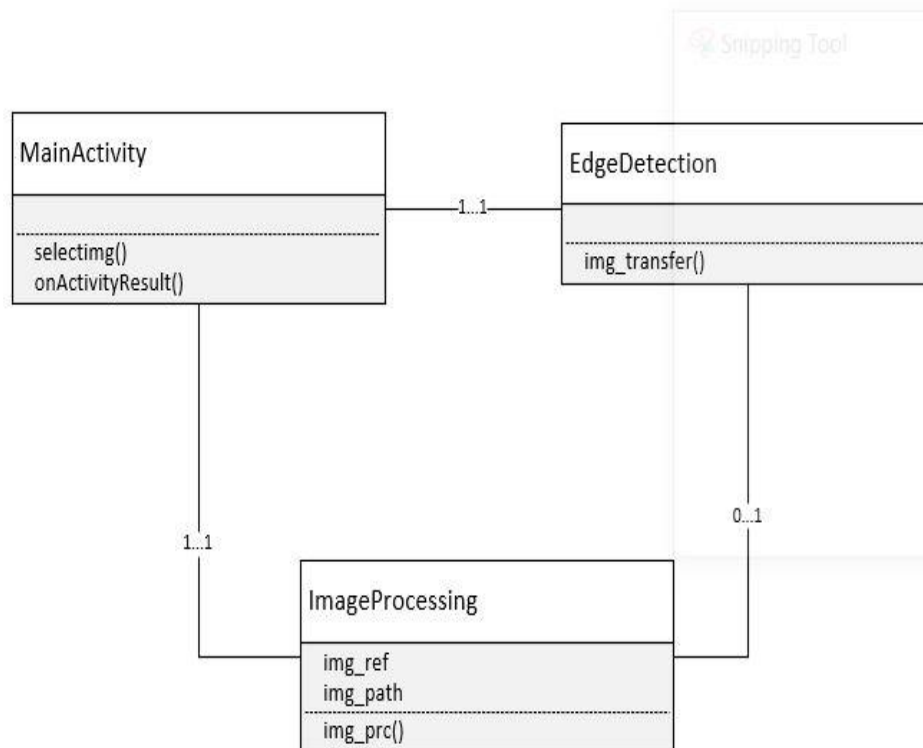 Snipping Tool
MainActivity
selectimg()
onActivityResult()
1...1
EdgeDetection
img_transfer()
1...1
0...1
ImageProcessing
img_ref
img_path
img_prc()